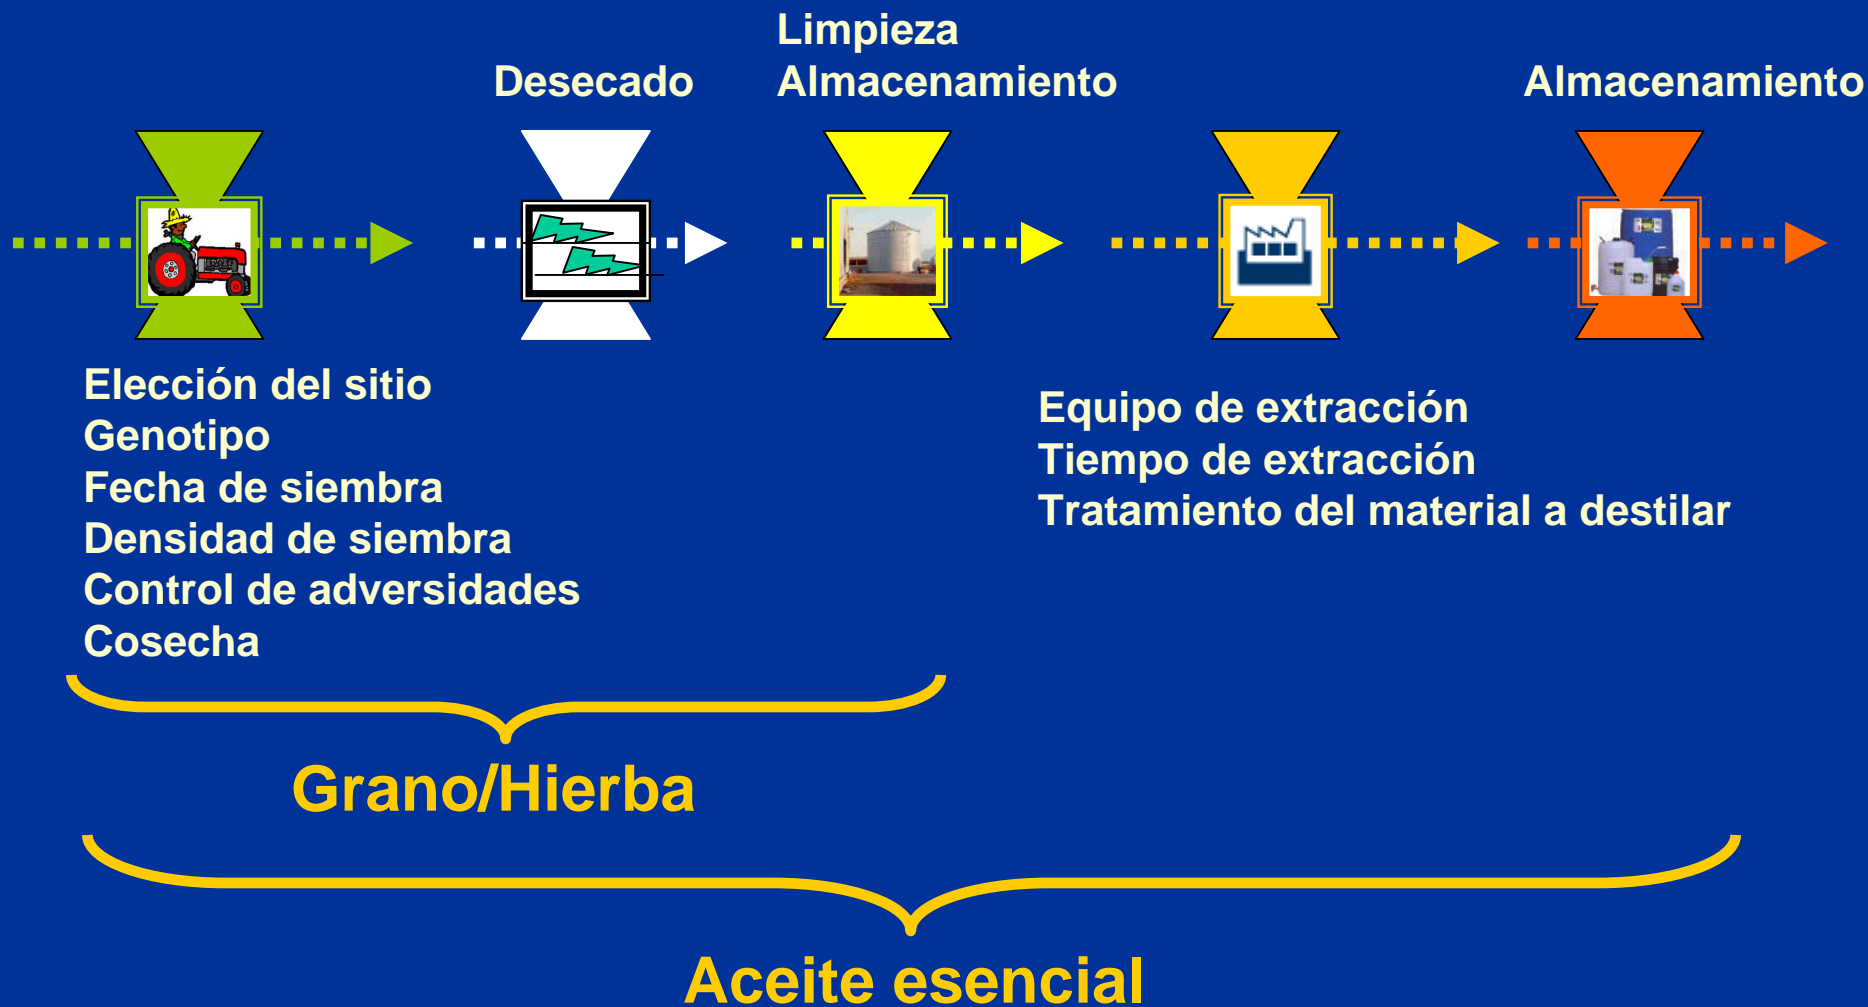 Desecado
Limpieza
Almacenamiento
Almacenamiento
Elección del sitio
Genotipo
Fecha de siembra
Densidad de siembra
Control de adversidades
Cosecha
Equipo de extracción
Tiempo de extracción
Tratamiento del material a destilar
Grano/Hierba
Aceite esencial